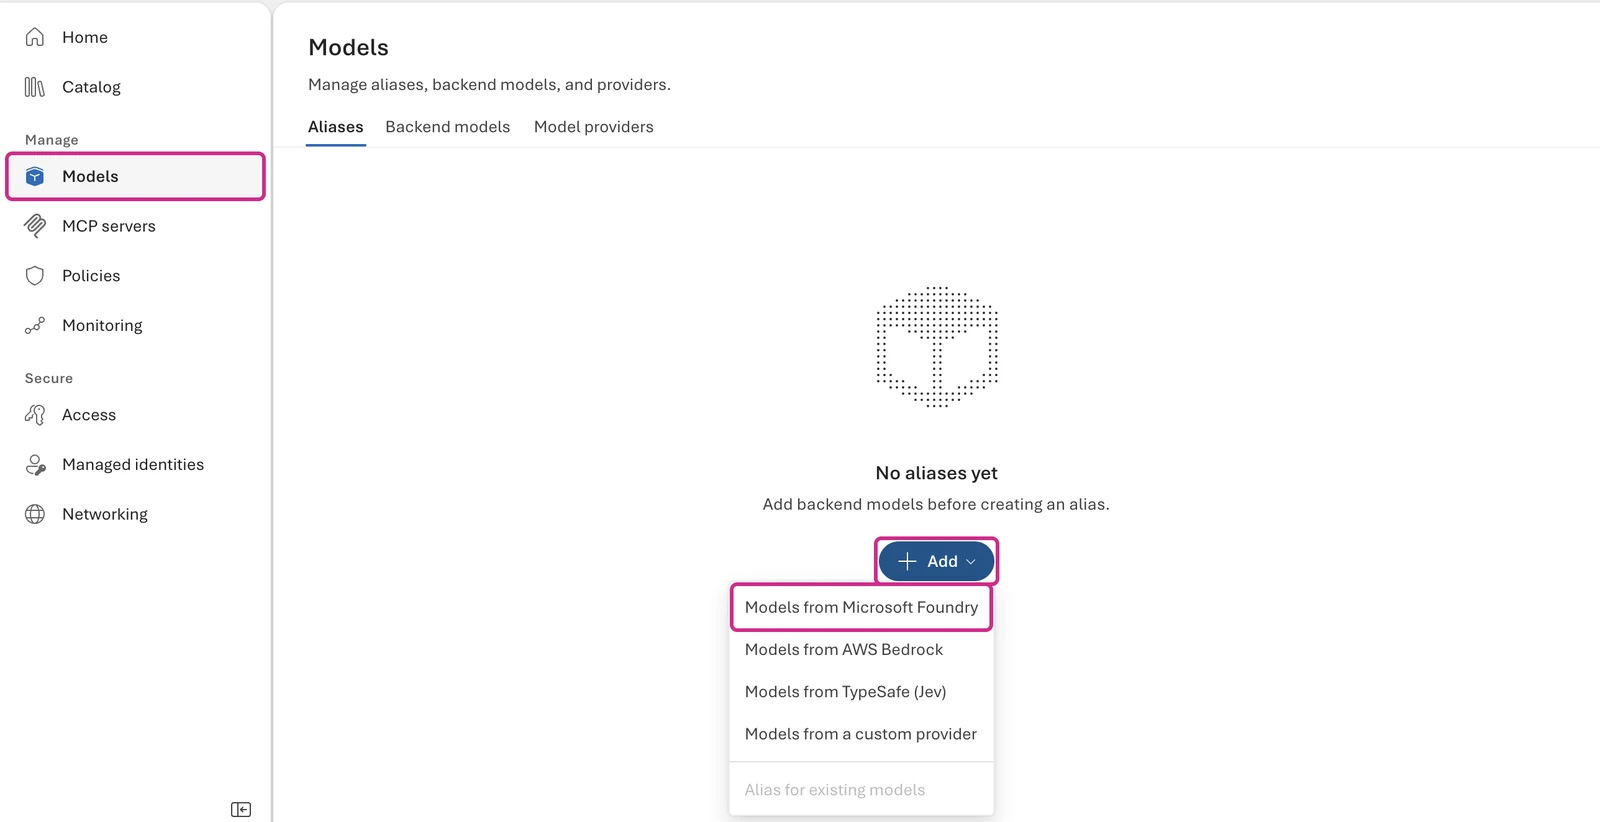 Home
Catalog
Manage
Models
MCP servers
Policies
Monitoring
Secure
Access
Managed identities
Networking
Models
Manage aliases, backend models, and providers.
Aliases Backend models Model providers
No aliases yet
Add backend models before creating an alias.
Add
Models from Microsoft Foundry
Models from AWS Bedrock
Models from TypeSafe (Jev)
Models from a custom provider
Alias for existing models